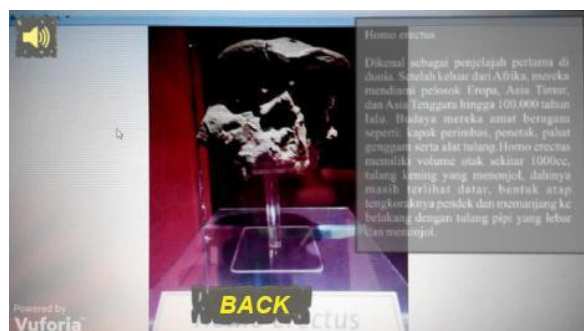 Homo erectus
Dikenal sebagai penjelajah pertama di
dunia. Setelah keluar dari Afrika, mereka
mendiami pelosok Eropa, Asia Timur,
dan Asia Tenggara hingga 100.000 tahun
lalu. Budaya mereka amat beragam
seperti: kapak perimbas, penetak, pahat
genggam serta alat tulang.Homo erectus
memiliki volume otak sekitar 1000cc,
tulang kening yang menonjol, dahinya
masih terlihat datar, bentuk atap
tengkoraknya pendek dan memanjang ke
belakang dengan tulang pipi yang lebar
dan menonjol.
BACK
erectus
Powered by
Vuforia